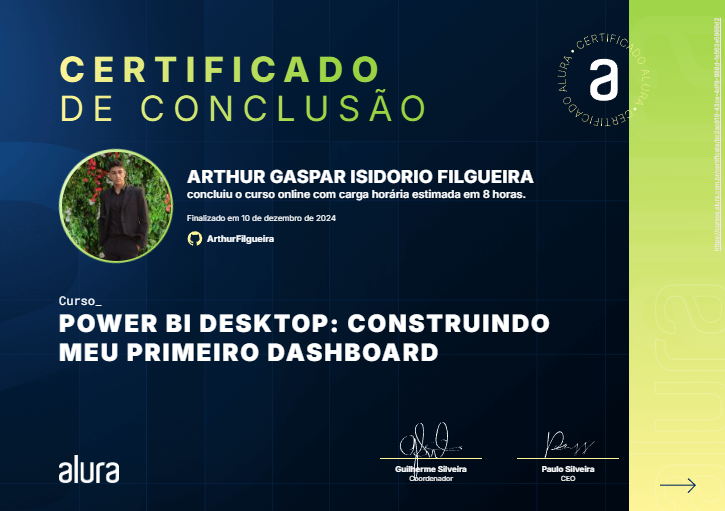 CERTIFICADO
DE CONCLUSÃO
CERTIFICADO ALURA • CERTIFICADO ALURA •
a
ARTHUR GASPAR ISIDORIO FILGUEIRA
concluiu o curso online com carga horária estimada em 8 horas.
Finalizado em 10 de dezembro de 2024
ArthurFilgueira
Curso_
POWER BI DESKTOP: CONSTRUINDO
MEU PRIMEIRO DASHBOARD
alura
Guilherme Silveira
Coordenador
Paulo Silveira
CEO
alura